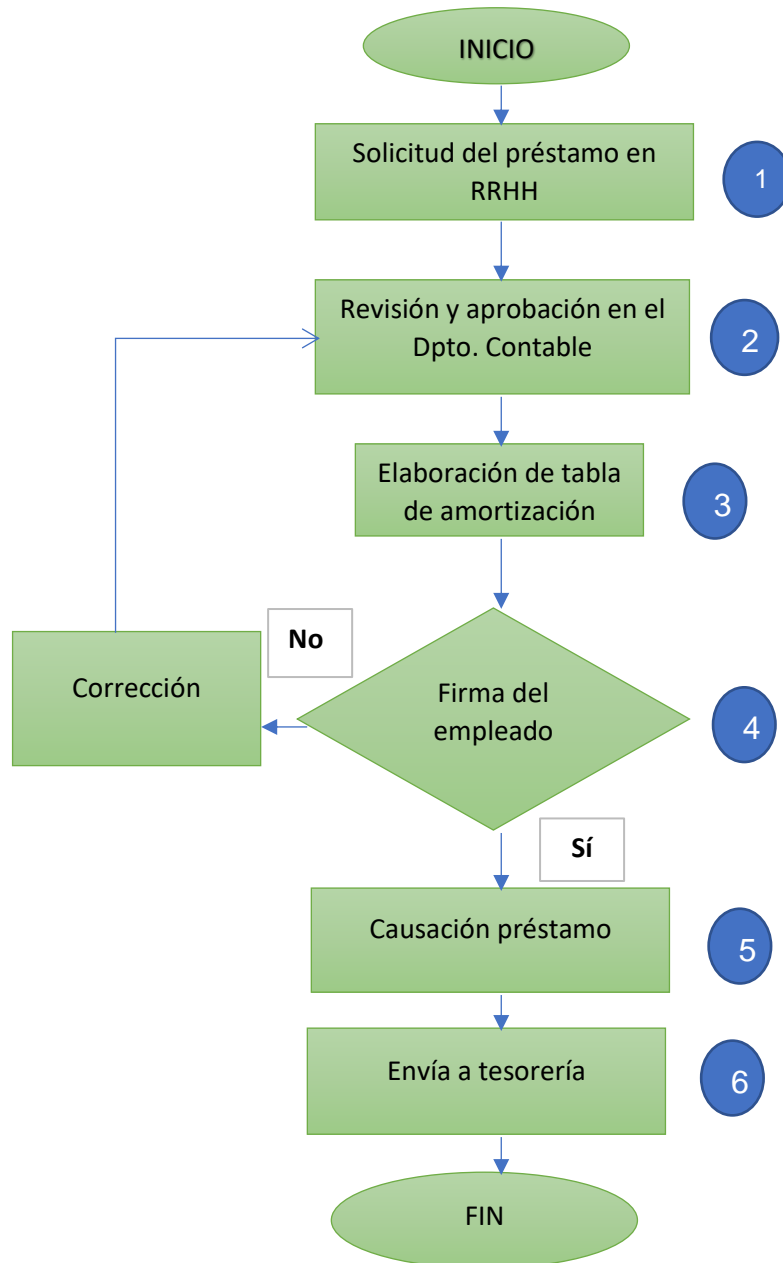 INICIO
Solicitud del préstamo en
RRHH
1
Revisión y aprobación en el
Dpto. Contable
2
Elaboración de tabla
de amortización
3
No
Corrección
Firma del
empleado
4
Sí
Causación préstamo
5
Envía a tesorería
6
FIN